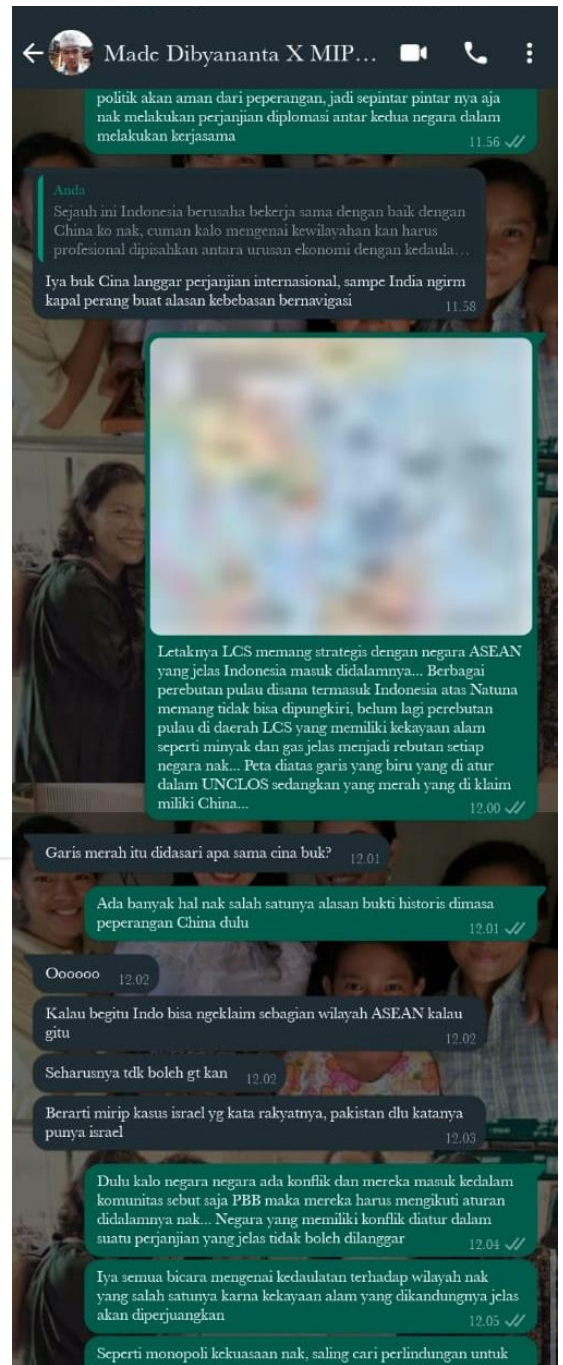 Made Dibyananta X MIP...
politik akan aman dari peperangan, jadi sepintar pintar nya aja
nak melakukan perjanjian diplomasi antar kedua negara dalam
melakukan kerjasama
11.56
Anda
Sejauh ini Indonesia berusaha bekerja sama dengan baik dengan
China ko nak, cuman kalo mengenai kewilayahan kan harus
profesional dipisahkan antara urusan ekonomi dengan kedaula...
Iya buk Cina langgar perjanjian internasional, sampe India ngirm
kapal perang buat alasan kebebasan bernavigasi
11.58
Letaknya LCS memang strategis dengan negara ASEAN
yang jelas Indonesia masuk didalamnya... Berbagai
perebutan pulau disana termasuk Indonesia atas Natuna
memang tidak bisa dipungkiri, belum lagi perebutan
pulau di daerah LCS yang memiliki kekayaan alam
seperti minyak dan gas jelas menjadi rebutan setiap
negara nak... Peta diatas garis yang biru yang di atur
dalam UNCLOS sedangkan yang merah yang di klaim
miliki China...
12.00
Garis merah itu didasari apa sama cina buk?
12.01
Ada banyak hal nak salah satunya alasan bukti historis dimasa
peperangan China dulu
12.01
Oooooo
12.02
Kalau begitu Indo bisa ngeklaim sebagian wilayah ASEAN kalau
gitu
12.02
Seharusnya tdk boleh gt kan
12.02
Berarti mirip kasus israel yg kata rakyatnya, pakistan dlu katanya
punya israel
12.03
Dulu kalo negara negara ada konflik dan mereka masuk kedalam
komunitas sebut saja PBB maka mereka harus mengikuti aturan
didalamnya nak... Negara yang memiliki konflik diatur dalam
suatu perjanjian yang jelas tidak boleh dilanggar
12.04
Iya semua bicara mengenai kedaulatan terhadap wilayah nak
yang salah satunya karna kekayaan alam yang dikandungnya jelas
akan diperjuangkan
12.05
Seperti monopoli kekuasaan nak, saling cari perlindungan untuk